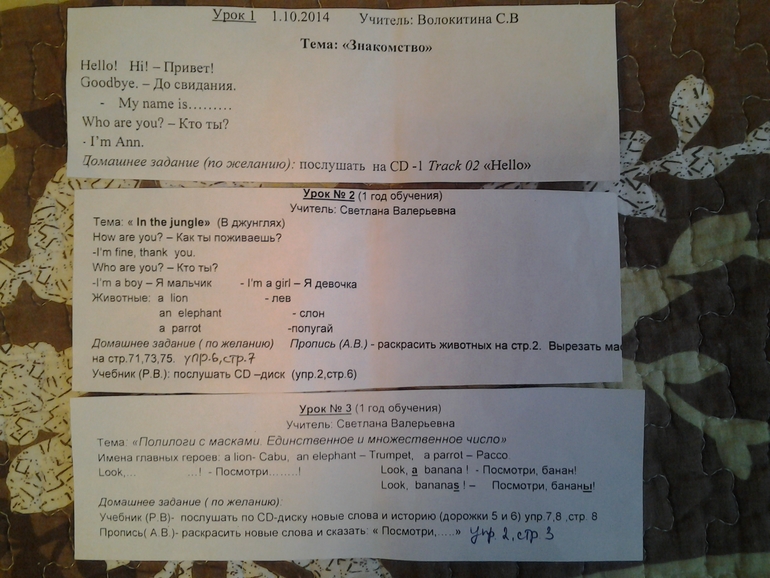 Урок 1 1.10.2014 Учитель: Волокитина С.В
Тема: «Знакомство»
Hello! Hi! – Привет!
Goodbye. – До свидания.
- My name is………
Who are you? – Кто ты?
- I'm Ann.
Домашнее задание (по желанию): послушать на CD -1 Track 02 «Hello»
Урок № 2 (1 год обучения)
Учитель: Светлана Валерьевна
Тема: « In the jungle» (В джунглях)
How are you? – Как ты поживаешь?
-I'm fine, thank you.
Who are you? – Кто ты?
-I'm a boy – Я мальчик - I'm a girl – Я девочка
Животные: a lion - лев
an elephant - слон
a parrot -попугай
Домашнее задание ( по желанию) Пропись (А.В.) - раскрасить животных на стр.2. Вырезать
на стр.71,73,75. упр.6,стр.7
Учебник (Р.В.): послушать CD –диск (упр.2,стр.6)
Урок № 3 (1 год обучения)
Учитель: Светлана Валерьевна
Тема: «Полилоги с масками. Единственное и множественное число»
Имена главных героев: a lion- Cabu, an elephant – Trumpet, a parrot – Pacco.
Look,... ...! - Посмотри........! Look, a banana ! - Посмотри, банан!
Look, bananas ! – Посмотри, бананы!
Домашнее задание ( по желанию):
Учебник (Р.В)- послушать по CD-диску новые слова и историю (дорожки 5 и 6) упр.7,8 ,стр. 8
Пропись( А.В.)- раскрасить новые слова и сказать: « Посмотри,.....» упр 2, стр 3